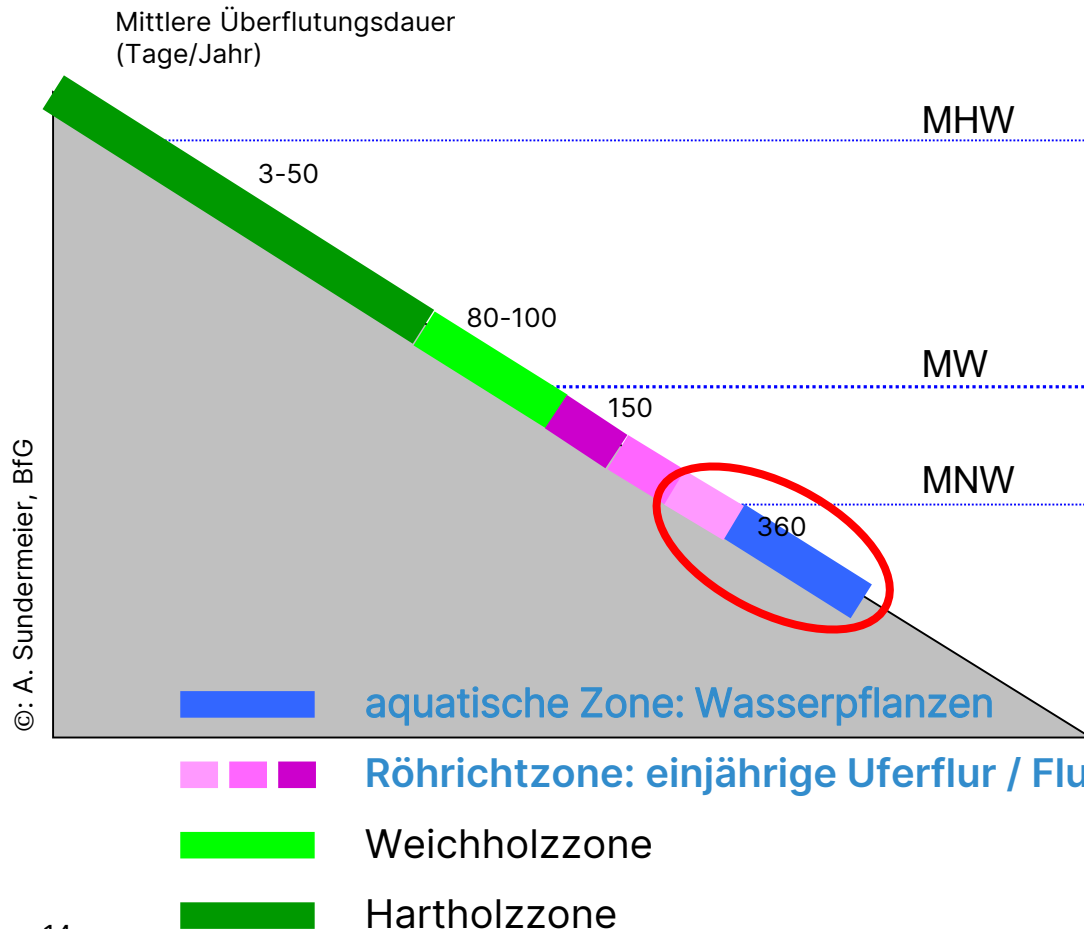 Mittlere Überflutungsdauer
(Tage/Jahr)
MHW
3-50
80-100
MW
150
MNW
360
©: A. Sundermeier, BfG
aquatische Zone: Wasserpflanzen
Röhrichtzone: einjährige Uferflur /
Weichholzzone
Hartholzzone